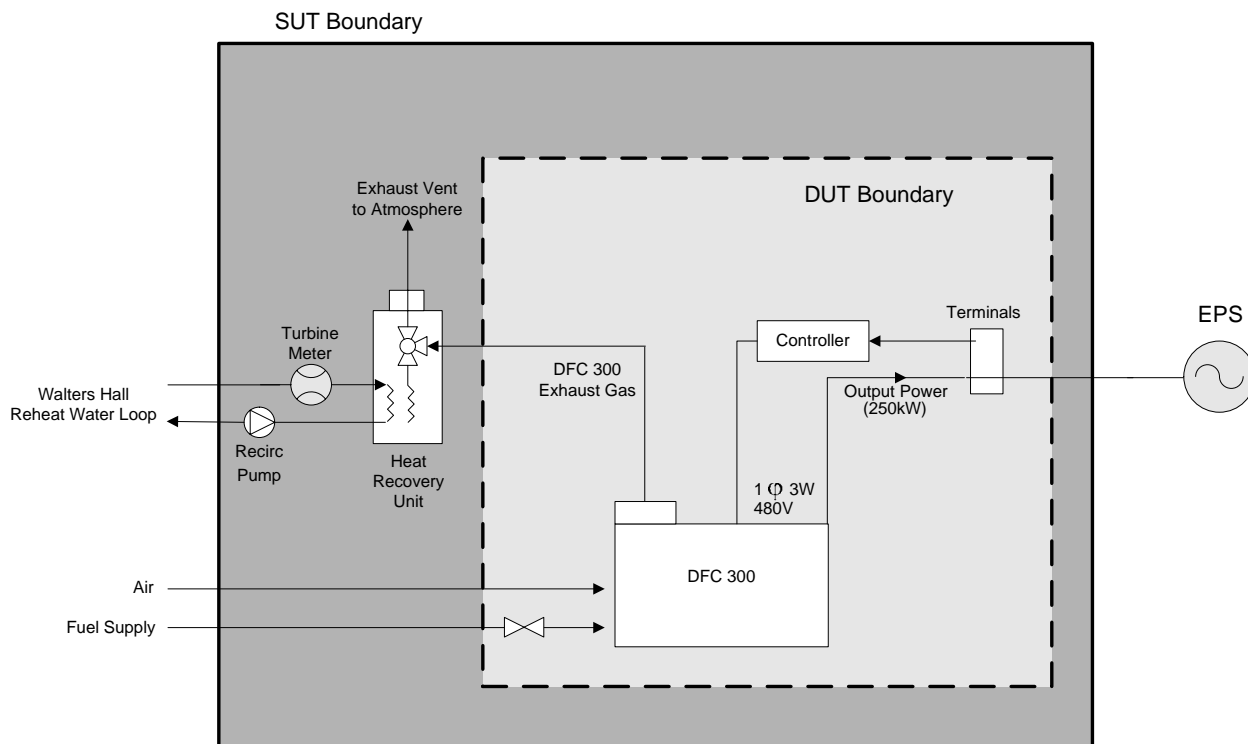 SUT Boundary
Exhaust Vent
to Atmosphere
DUT Boundary
Turbine
Meter
Terminals
EPS
Controller
DFC 300
Exhaust Gas
Walters Hall
Reheat Water Loop
Output Power
(250kW)
Recirc
Pump
Heat
Recovery
Unit
1 φ 3W
480V
DFC 300
Air
Fuel Supply